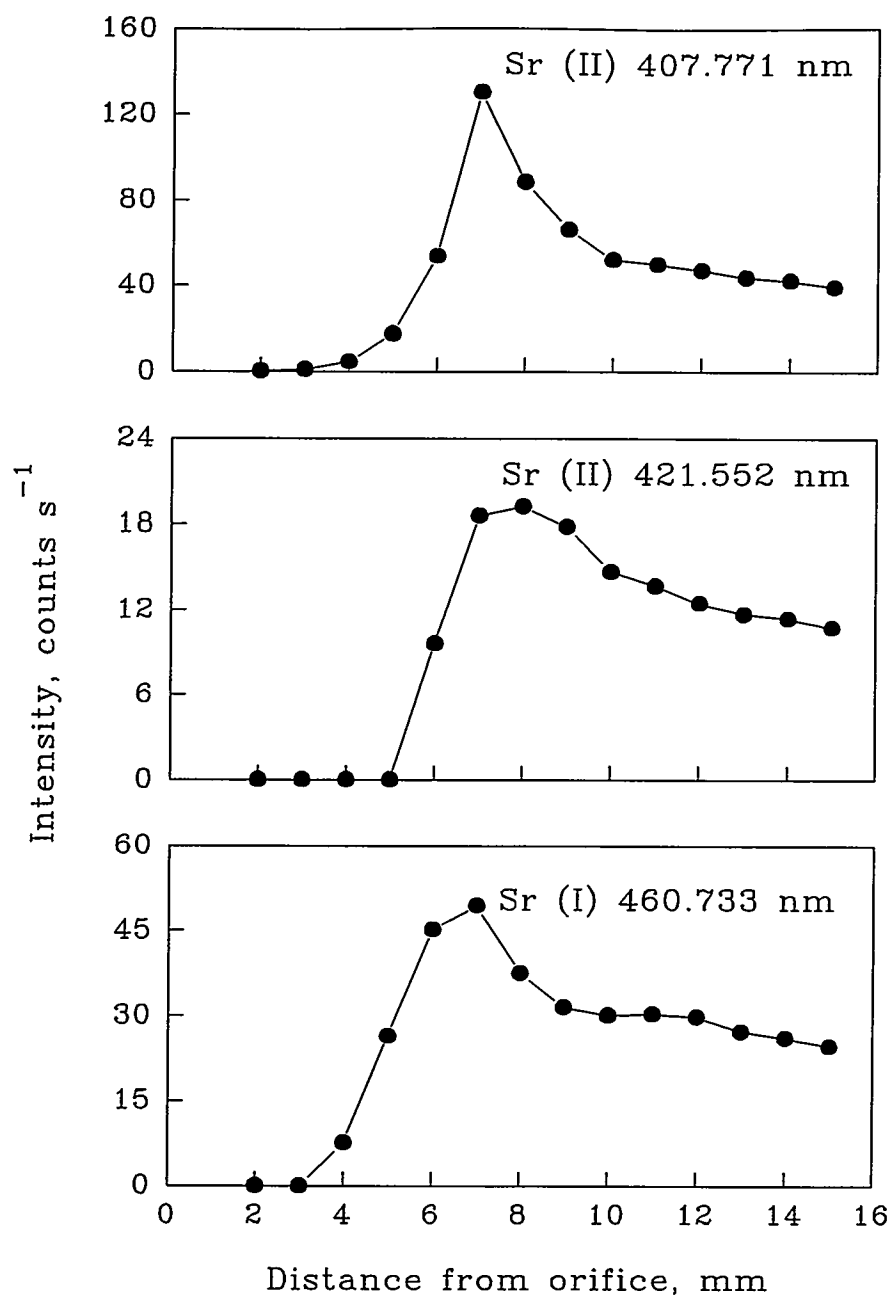 160
120
80
40
0
Sr (II) 407.771 nm
24
18
12
6
0
Sr (II) 421.552 nm
60
45
30
15
0
Sr (I) 460.733 nm
0 2 4 6 8 10 12 14 16
Distance from orifice, mm
Intensity, counts s⁻¹